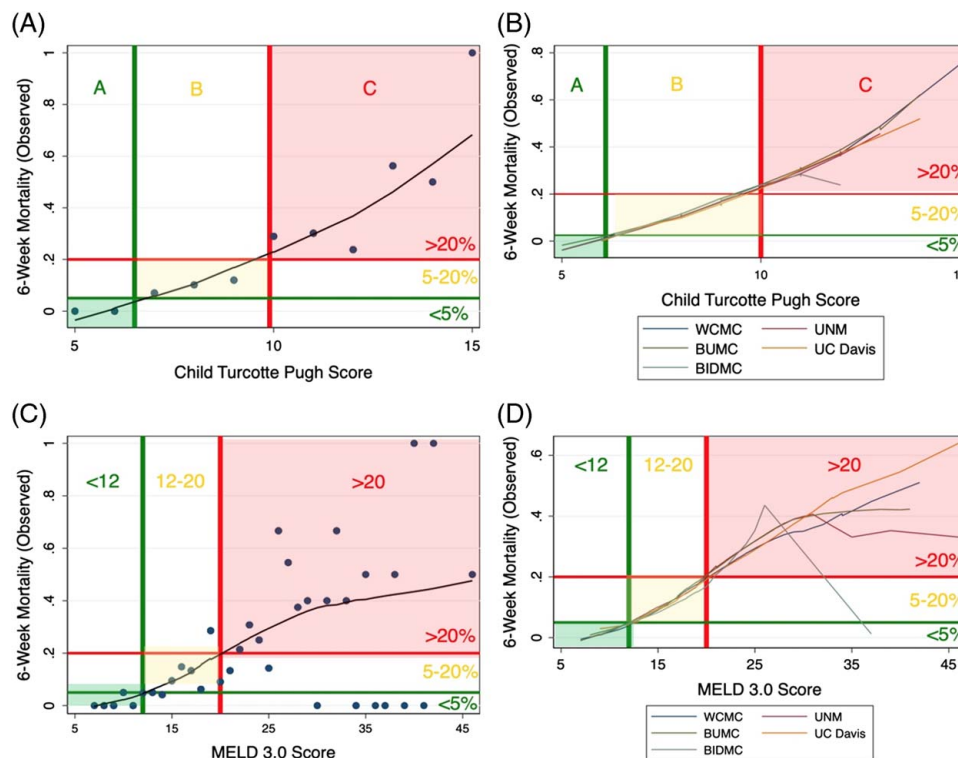 (A)
6-Week Mortality (Observed)
1
.8
.6
.4
.2
0
A
B
C
>20%
5-20%
<5%
5
10
15
Child Turcotte Pugh Score
(B)
6-Week Mortality (Observed)
.8
.6
.4
.2
0
A
B
C
>20%
5-20%
<5%
5
10
1
Child Turcotte Pugh Score
WCMC UNM
BUMC UC Davis
BIDMC
(C)
6-Week Mortality (Observed)
1
.8
.6
.4
.2
0
<12
12-20
>20
>20%
5-20%
<5%
5
15
25
35
45
MELD 3.0 Score
(D)
6-Week Mortality (Observed)
.6
.4
.2
0
<12
12-20
>20
>20%
5-20%
<5%
5
15
25
35
45
MELD 3.0 Score
WCMC UNM
BUMC UC Davis
BIDMC